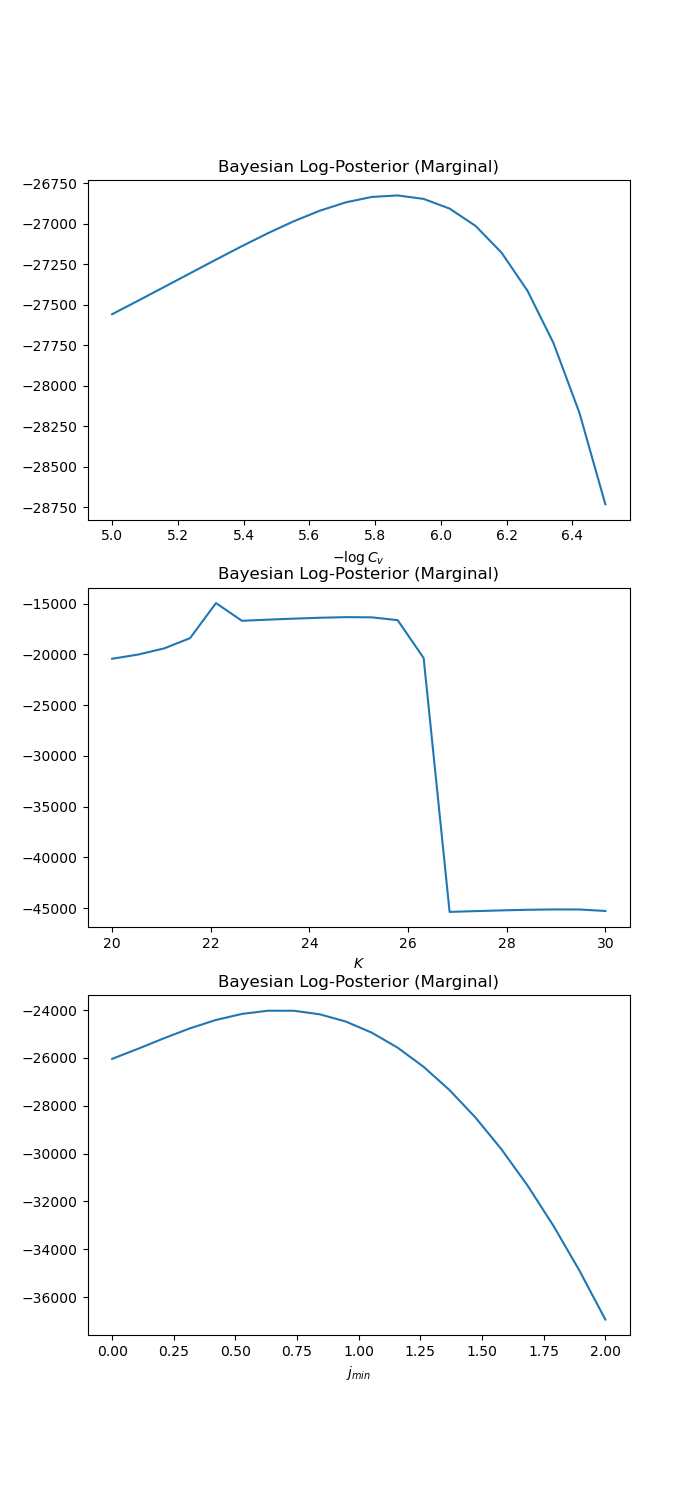 Bayesian Log-Posterior (Marginal)
−26750
−27000
−27250
−27500
−27750
−28000
−28250
−28500
−28750
5.0 5.2 5.4 5.6 5.8 6.0 6.2 6.4
−log C_v
Bayesian Log-Posterior (Marginal)
−15000
−20000
−25000
−30000
−35000
−40000
−45000
20 22 24 26 28 30
K
Bayesian Log-Posterior (Marginal)
−24000
−26000
−28000
−30000
−32000
−34000
−36000
0.00 0.25 0.50 0.75 1.00 1.25 1.50 1.75 2.00
j_min